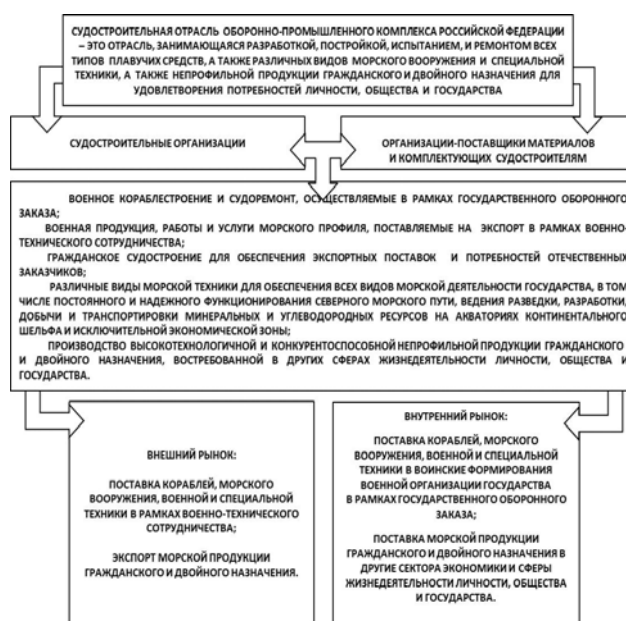 СУДОСТРОИТЕЛЬНАЯ ОТРАСЛЬ ОБОРОННО-ПРОМЫШЛЕННОГО КОМПЛЕКСА РОССИЙСКОЙ ФЕДЕРАЦИИ
– ЭТО ОТРАСЛЬ, ЗАНИМАЮЩАЯСЯ РАЗРАБОТКОЙ, ПОСТРОЙКОЙ, ИСПЫТАНИЕМ, И РЕМОНТОМ ВСЕХ
ТИПОВ ПЛАВУЧИХ СРЕДСТВ, А ТАКЖЕ РАЗЛИЧНЫХ ВИДОВ МОРСКОГО ВООРУЖЕНИЯ И СПЕЦИАЛЬНОЙ
ТЕХНИКИ, А ТАКЖЕ НЕПРОФИЛЬНОЙ ПРОДУКЦИИ ГРАЖДАНСКОГО И ДВОЙНОГО НАЗНАЧЕНИЯ ДЛЯ
УДОВЛЕТВОРЕНИЯ ПОТРЕБНОСТЕЙ ЛИЧНОСТИ, ОБЩЕСТВА И ГОСУДАРСТВА
СУДОСТРОИТЕЛЬНЫЕ ОРГАНИЗАЦИИ
ОРГАНИЗАЦИИ-ПОСТАВЩИКИ МАТЕРИАЛОВ
И КОМПЛЕКТУЮЩИХ СУДОСТРОИТЕЛЯМ
ВОЕННОЕ КОРАБЛЕСТРОЕНИЕ И СУДОРЕМОНТ, ОСУЩЕСТВЛЯЕМЫЕ В РАМКАХ ГОСУДАРСТВЕННОГО ОБОРОННОГО
ЗАКАЗА;
ВОЕННАЯ ПРОДУКЦИЯ, РАБОТЫ И УСЛУГИ МОРСКОГО ПРОФИЛЯ, ПОСТАВЛЯЕМЫЕ НА ЭКСПОРТ В РАМКАХ ВОЕННО-
ТЕХНИЧЕСКОГО СОТРУДНИЧЕСТВА;
ГРАЖДАНСКОЕ СУДОСТРОЕНИЕ ДЛЯ ОБЕСПЕЧЕНИЯ ЭКСПОРТНЫХ ПОСТАВОК И ПОТРЕБНОСТЕЙ ОТЕЧЕСТВЕННЫХ
ЗАКАЗЧИКОВ;
РАЗЛИЧНЫЕ ВИДЫ МОРСКОЙ ТЕХНИКИ ДЛЯ ОБЕСПЕЧЕНИЯ ВСЕХ ВИДОВ МОРСКОЙ ДЕЯТЕЛЬНОСТИ ГОСУДАРСТВА, В ТОМ
ЧИСЛЕ ПОСТОЯННОГО И НАДЕЖНОГО ФУНКЦИОНИРОВАНИЯ СЕВЕРНОГО МОРСКОГО ПУТИ, ВЕДЕНИЯ РАЗВЕДКИ, РАЗРАБОТКИ,
ДОБЫЧИ И ТРАНСПОРТИРОВКИ МИНЕРАЛЬНЫХ И УГЛЕВОДОРОДНЫХ РЕСУРСОВ НА АКВАТОРИЯХ КОНТИНЕНТАЛЬНОГО
ШЕЛЬФА И ИСКЛЮЧИТЕЛЬНОЙ ЭКОНОМИЧЕСКОЙ ЗОНЫ;
ПРОИЗВОДСТВО ВЫСОКОТЕХНОЛОГИЧНОЙ И КОНКУРЕНТОСПОСОБНОЙ НЕПРОФИЛЬНОЙ ПРОДУКЦИИ ГРАЖДАНСКОГО
И ДВОЙНОГО НАЗНАЧЕНИЯ, ВОСТРЕБОВАННОЙ В ДРУГИХ СФЕРАХ ЖИЗНЕДЕЯТЕЛЬНОСТИ ЛИЧНОСТИ, ОБЩЕСТВА И
ГОСУДАРСТВА.
ВНЕШНИЙ РЫНОК:
ПОСТАВКА КОРАБЛЕЙ, МОРСКОГО
ВООРУЖЕНИЯ, ВОЕННОЙ И СПЕЦИАЛЬНОЙ
ТЕХНИКИ В РАМКАХ ВОЕННО-ТЕХНИЧЕСКОГО
СОТРУДНИЧЕСТВА;
ЭКСПОРТ МОРСКОЙ ПРОДУКЦИИ
ГРАЖДАНСКОГО И ДВОЙНОГО НАЗНАЧЕНИЯ.
ВНУТРЕННИЙ РЫНОК:
ПОСТАВКА КОРАБЛЕЙ, МОРСКОГО
ВООРУЖЕНИЯ, ВОЕННОЙ И СПЕЦИАЛЬНОЙ
ТЕХНИКИ В ВОИНСКИЕ ФОРМИРОВАНИЯ
ВОЕННОЙ ОРГАНИЗАЦИИ ГОСУДАРСТВА
В РАМКАХ ГОСУДАРСТВЕННОГО ОБОРОННОГО
ЗАКАЗА;
ПОСТАВКА МОРСКОЙ ПРОДУКЦИИ
ГРАЖДАНСКОГО И ДВОЙНОГО НАЗНАЧЕНИЯ В
ДРУГИЕ СЕКТОРА ЭКОНОМИКИ И СФЕРЫ
ЖИЗНЕДЕЯТЕЛЬНОСТИ ЛИЧНОСТИ, ОБЩЕСТВА
И ГОСУДАРСТВА.